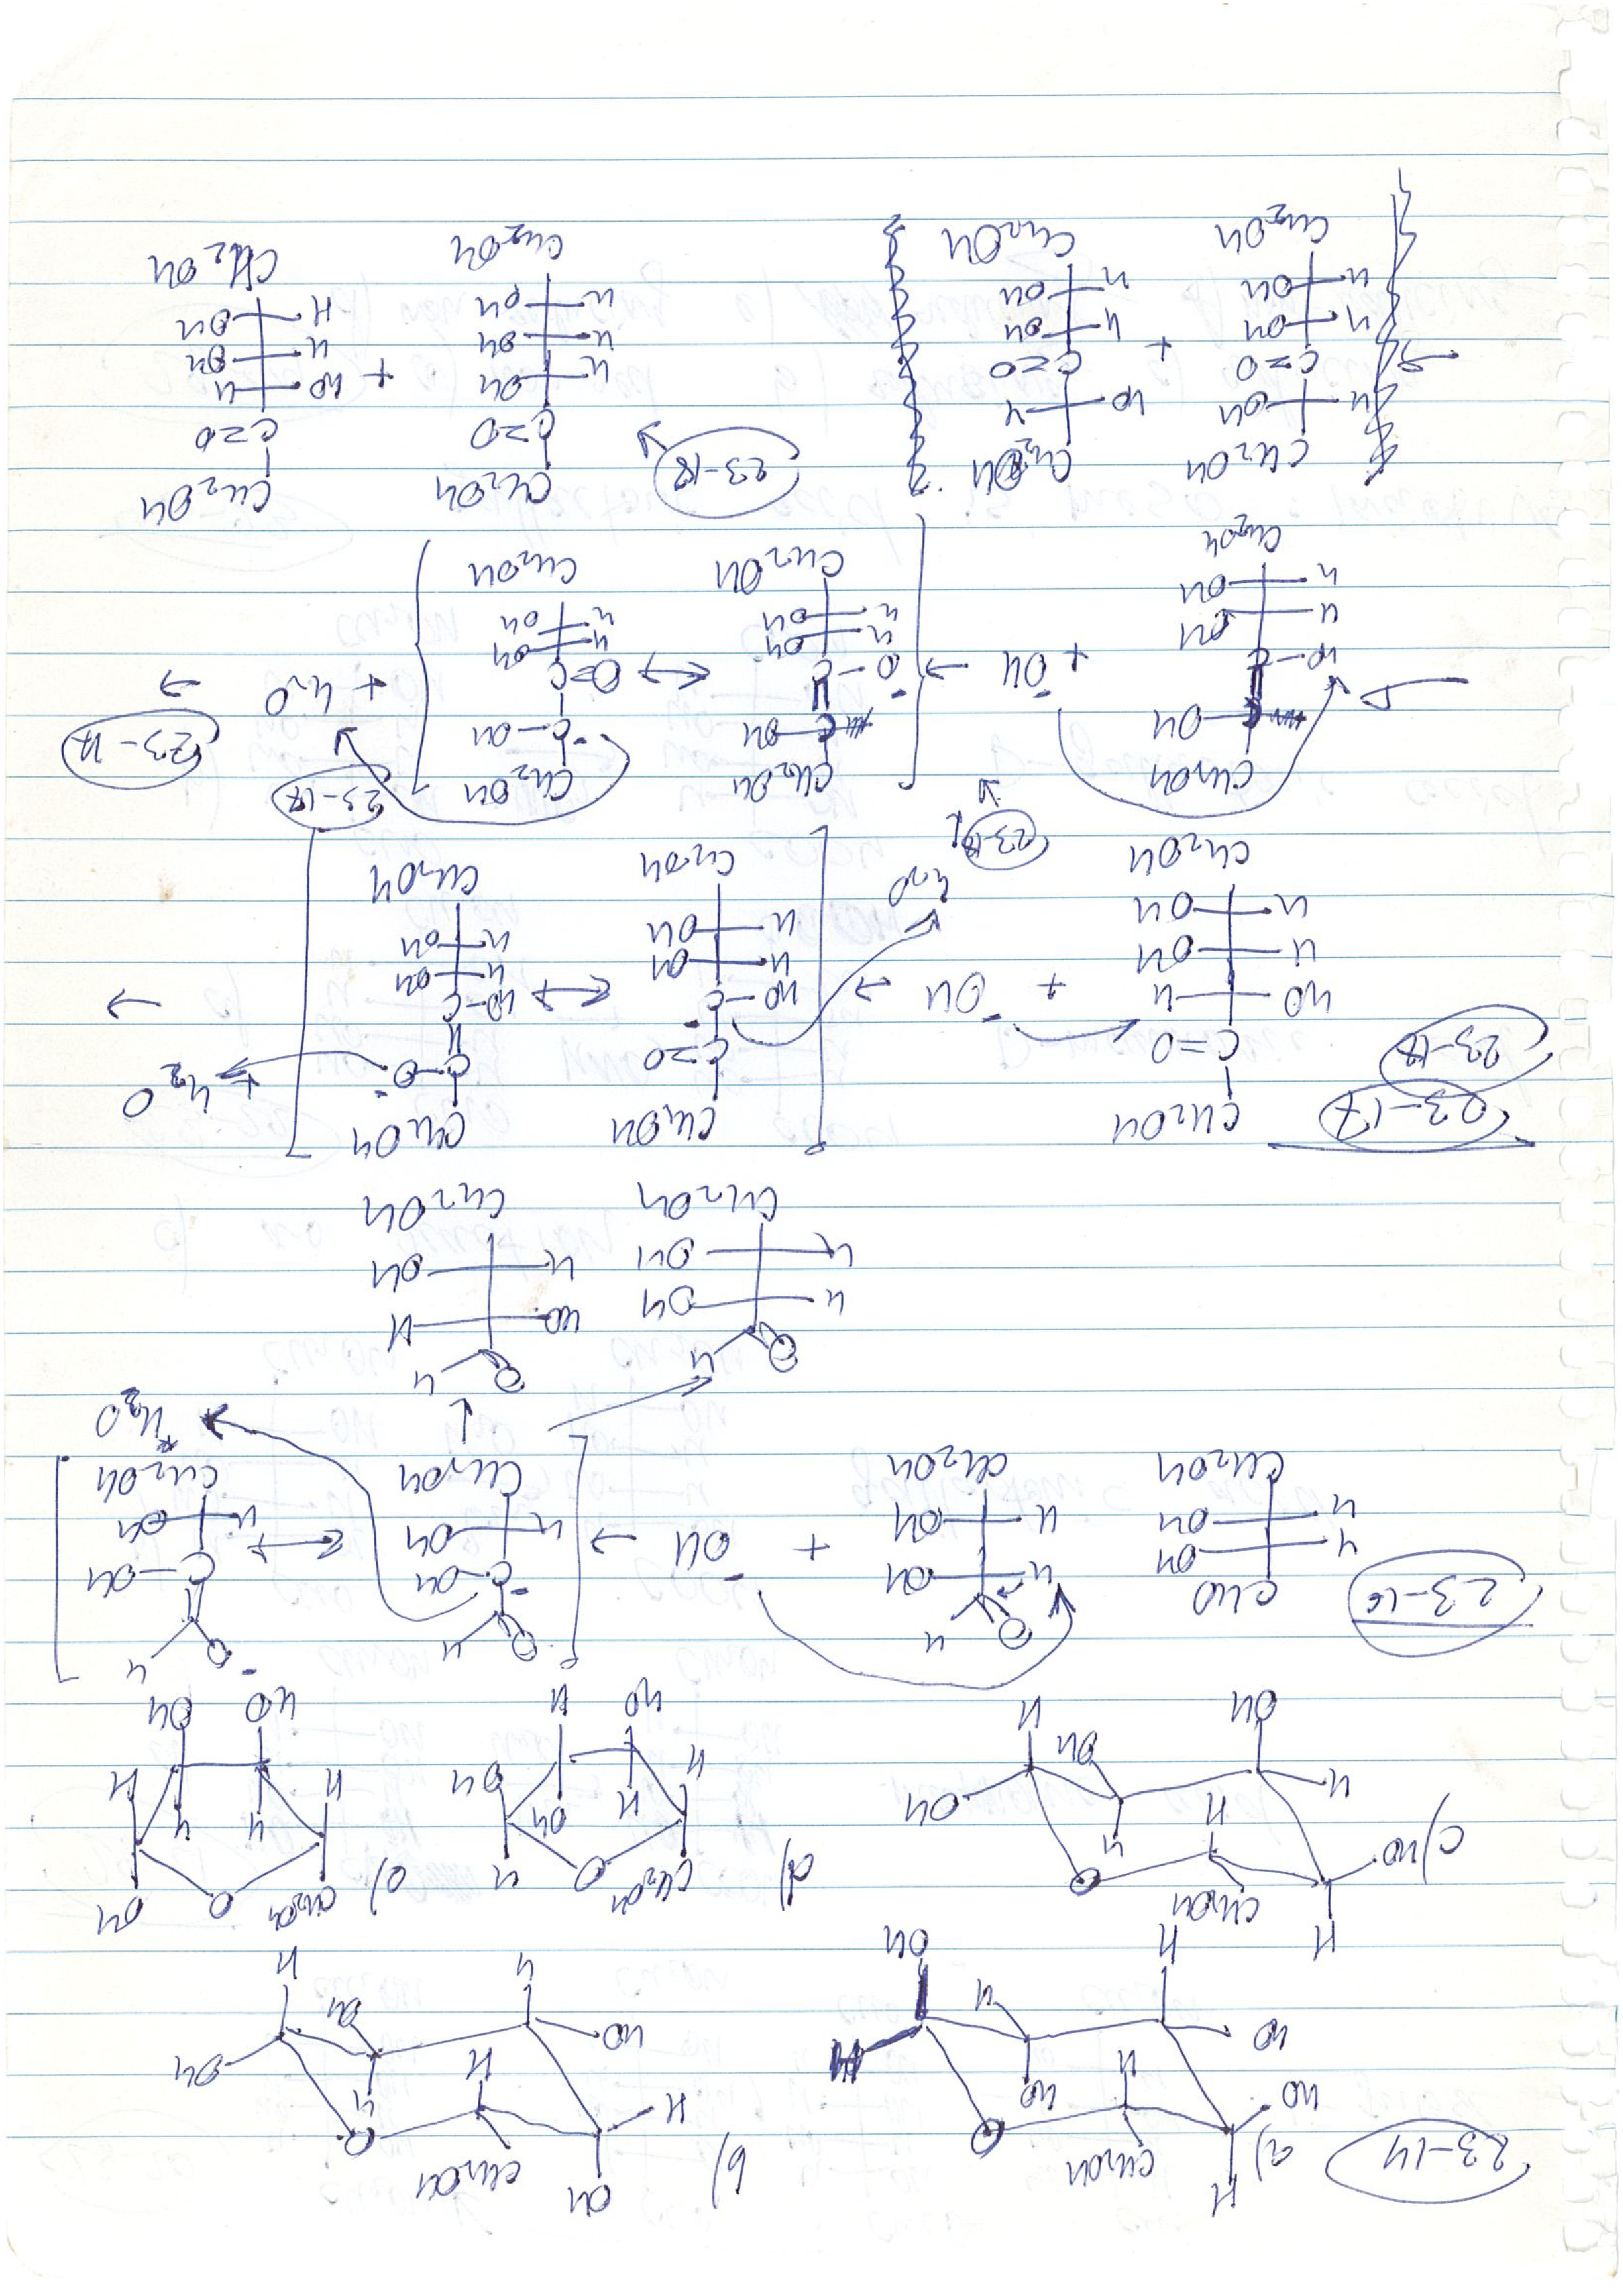 23-14 a) H CH2OH b) OH CH2OH
HO O H O
HO H HO H HO H H OH
H H OH OH
H OH H H
c) H CH2OH d) CH2OH O H e) CH2OH O OH
HO O H
H H OH H H OH OH H H H H
OH OH H HO H HO OH
23-16 CHO O H O H O H
H OH H OH + OH → C-OH ↔ C-OH
H OH H OH H OH H OH
CH2OH CH2OH CH2OH CH2OH + H2O
O H O H
H OH HO H
H OH H OH
CH2OH CH2OH
23-17 CH2OH CH2OH CH2OH
23-18 C=O C=O C-O + H2O
HO H + OH → HO-C ↔ HO-C →
H OH H OH H OH
H OH H2O H OH H OH
CH2OH CH2OH CH2OH
23-18
CH2OH CH2OH CH2OH 23-18
C OH C OH C-OH 23-17
HO-C + OH → O-C ↔ O=C + H2O →
H OH H OH H OH
H OH H OH H OH
CH2OH CH2OH CH2OH
CH2OH CH2OH 23-18 CH2OH CH2OH
H OH HO H C=O C=O
→ C=O + C=O H OH + HO H
H OH H OH H OH H OH
H OH H OH H OH H OH
CH2OH CH2OH CH2OH CH2OH